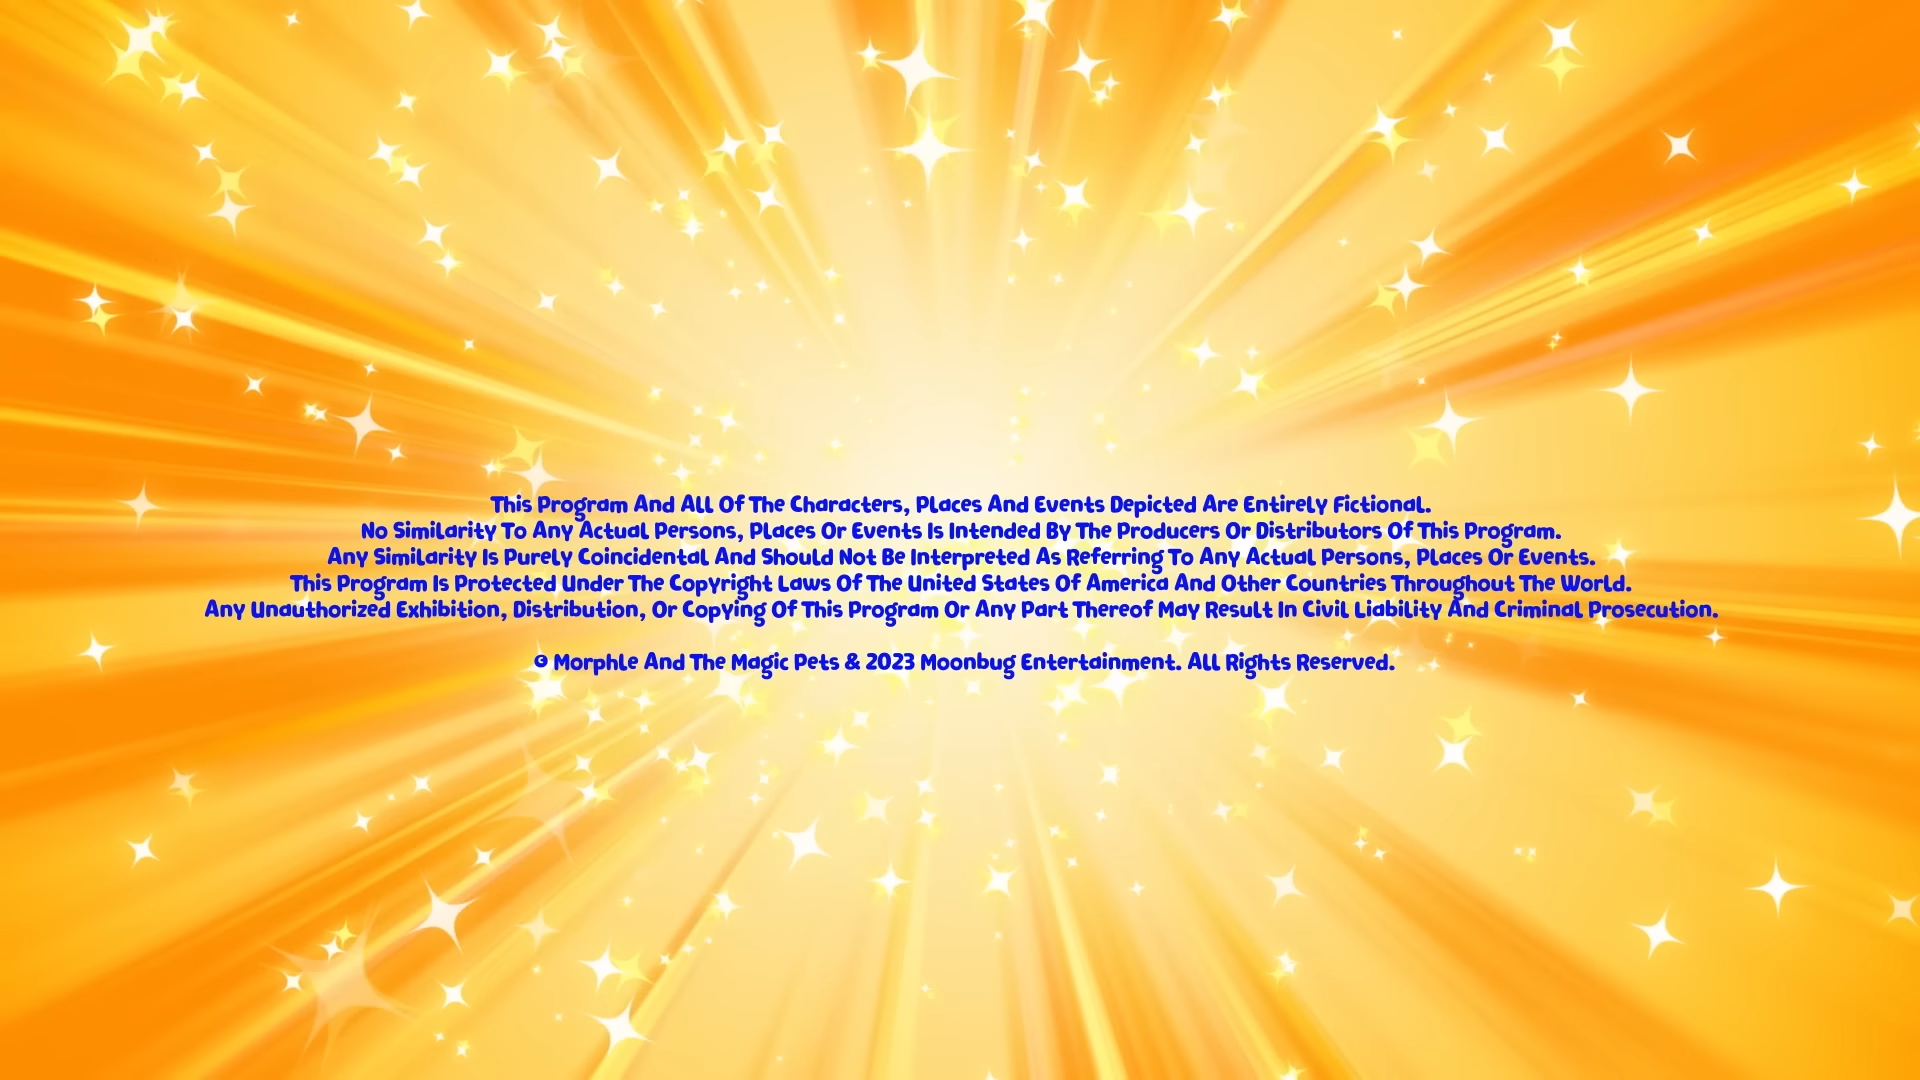 This Program And All Of The Characters, Places And Events Depicted Are Entirely Fictional.
No Similarity To Any Actual Persons, Places Or Events Is Intended By The Producers Or Distributors Of This Program.
Any Similarity Is Purely Coincidental And Should Not Be Interpreted As Referring To Any Actual Persons, Places Or Events.
This Program Is Protected Under The Copyright Laws Of The United States Of America And Other Countries Throughout The World.
Any Unauthorized Exhibition, Distribution, Or Copying Of This Program Or Any Part Thereof May Result In Civil Liability And Criminal Prosecution.
© Morphle And The Magic Pets & 2023 Moonbug Entertainment. All Rights Reserved.